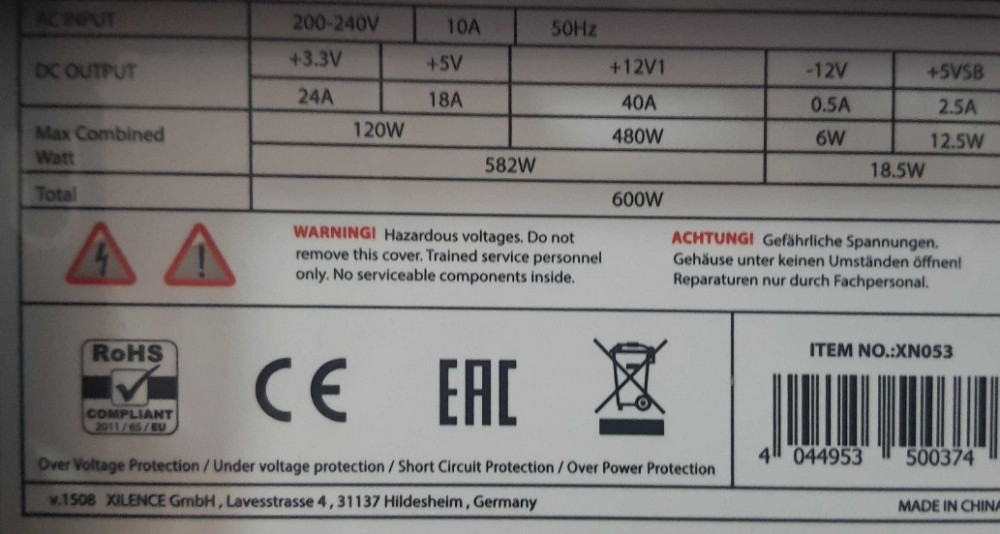 AC INPUT 200-240V 10A 50Hz
DC OUTPUT +3.3V +5V +12V1 -12V +5VSB
24A 18A 40A 0.5A 2.5A
Max Combined Watt 120W 480W 6W 12.5W
582W 18.5W
Total 600W
WARNING! Hazardous voltages. Do not
remove this cover. Trained service personnel
only. No serviceable components inside.
ACHTUNG! Gefährliche Spannungen.
Gehäuse unter keinen Umständen öffnen!
Reparaturen nur durch Fachpersonal.
RoHS
COMPLIANT
2011/65/EU
CE
EAC
ITEM NO.:XN053
4 044953 500374
Over Voltage Protection / Under voltage protection / Short Circuit Protection / Over Power Protection
v.1508 XILENCE GmbH, Lavesstrasse 4, 31137 Hildesheim, Germany
MADE IN CHINA